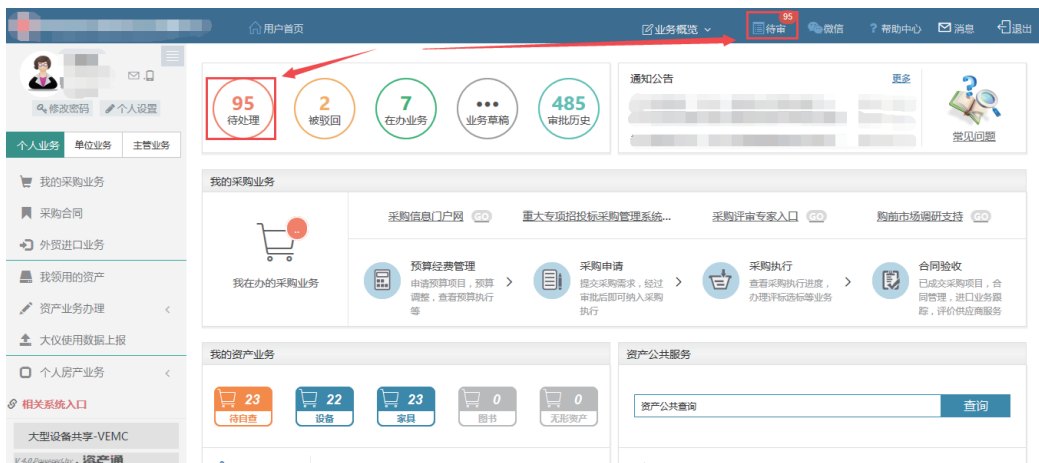 用户首页
业务概览
待审
95
微信
? 帮助中心
消息
退出
修改密码
个人设置
个人业务
单位业务
主管业务
我的采购业务
采购合同
外贸进口业务
我领用的资产
资产业务办理
大仪使用数据上报
个人房产业务
相关系统入口
大型设备共享-VEMC
资产通
95
待处理
2
被驳回
7
在办业务
业务草稿
485
审批历史
通知公告
更多
常见问题
我的采购业务
我在办的采购业务
采购信息门户网 GO
重大专项招投标采购管理系统...
采购评审专家入口 GO
购前市场调研支持 GO
预算经费管理
申请预算项目，预算
调整，查看预算执行
等
采购申请
提交采购需求，经过
审批后即可纳入采购
执行
采购执行
查看采购执行进度，
办理评标选标等业务
合同验收
已成交采购项目，合
同管理，进口业务跟
踪，评价供应商服务
我的资产业务
23
待自查
22
设备
23
家具
0
图书
0
无形资产
资产公共服务
资产公共查询
查询